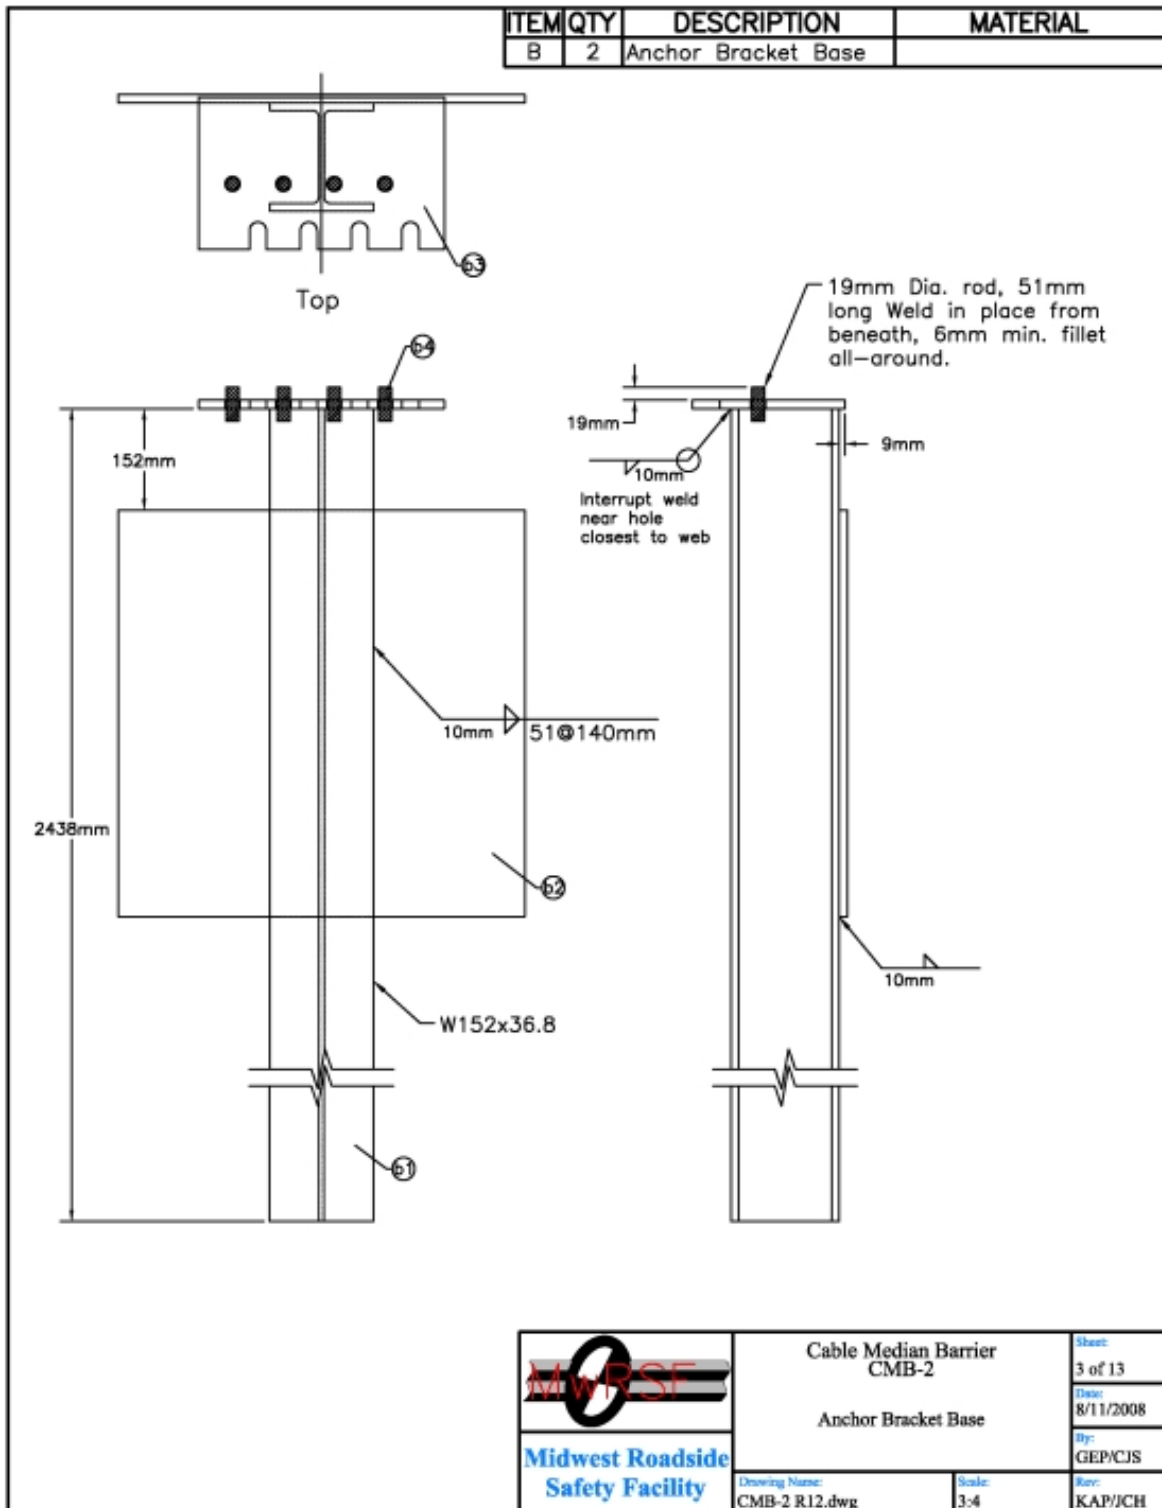 ITEM QTY DESCRIPTION MATERIAL
B 2 Anchor Bracket Base
b3
Top
19mm Dia. rod, 51mm
long Weld in place from
beneath, 6mm min. fillet
all-around.
b4
19mm
152mm
9mm
10mm
Interrupt weld
near hole
closest to web
10mm 51@140mm
2438mm
b2
10mm
W152x36.8
b1
MwRSF
Midwest Roadside
Safety Facility
Cable Median Barrier
CMB-2
Anchor Bracket Base
Sheet:
3 of 13
Date:
8/11/2008
By:
GEP/CJS
Drawing Name:
CMB-2 R12.dwg
Scale:
3:4
Rev:
KAP/JCH